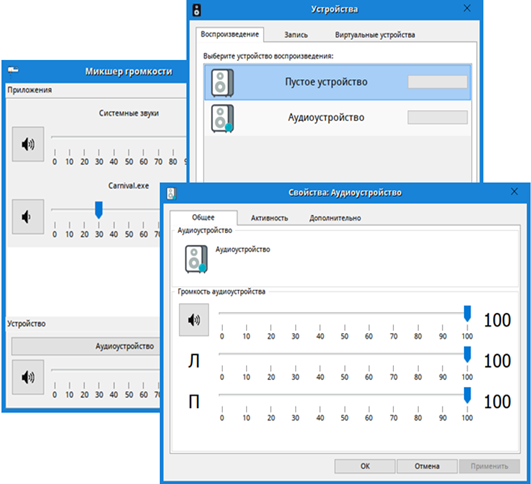 Устройства
Воспроизведение Запись Виртуальные устройства
Выберите устройство воспроизведения:
Пустое устройство
Аудиоустройство
Микшер громкости
Приложения
Системные звуки
0 10 20 30 40 50 60 70 80 9
Carnival.exe
0 10 20 30 40 50 60 70
Устройство
Аудиоустройство
0 10 20 30 40 50 60 70
Свойства: Аудиоустройство
Общее Активность Дополнительно
Аудиоустройство
Аудиоустройство
Громкость аудиоустройства
100
0 10 20 30 40 50 60 70 80 90 100
Л 100
0 10 20 30 40 50 60 70 80 90 100
П 100
0 10 20 30 40 50 60 70 80 90 100
OK Отмена Применить